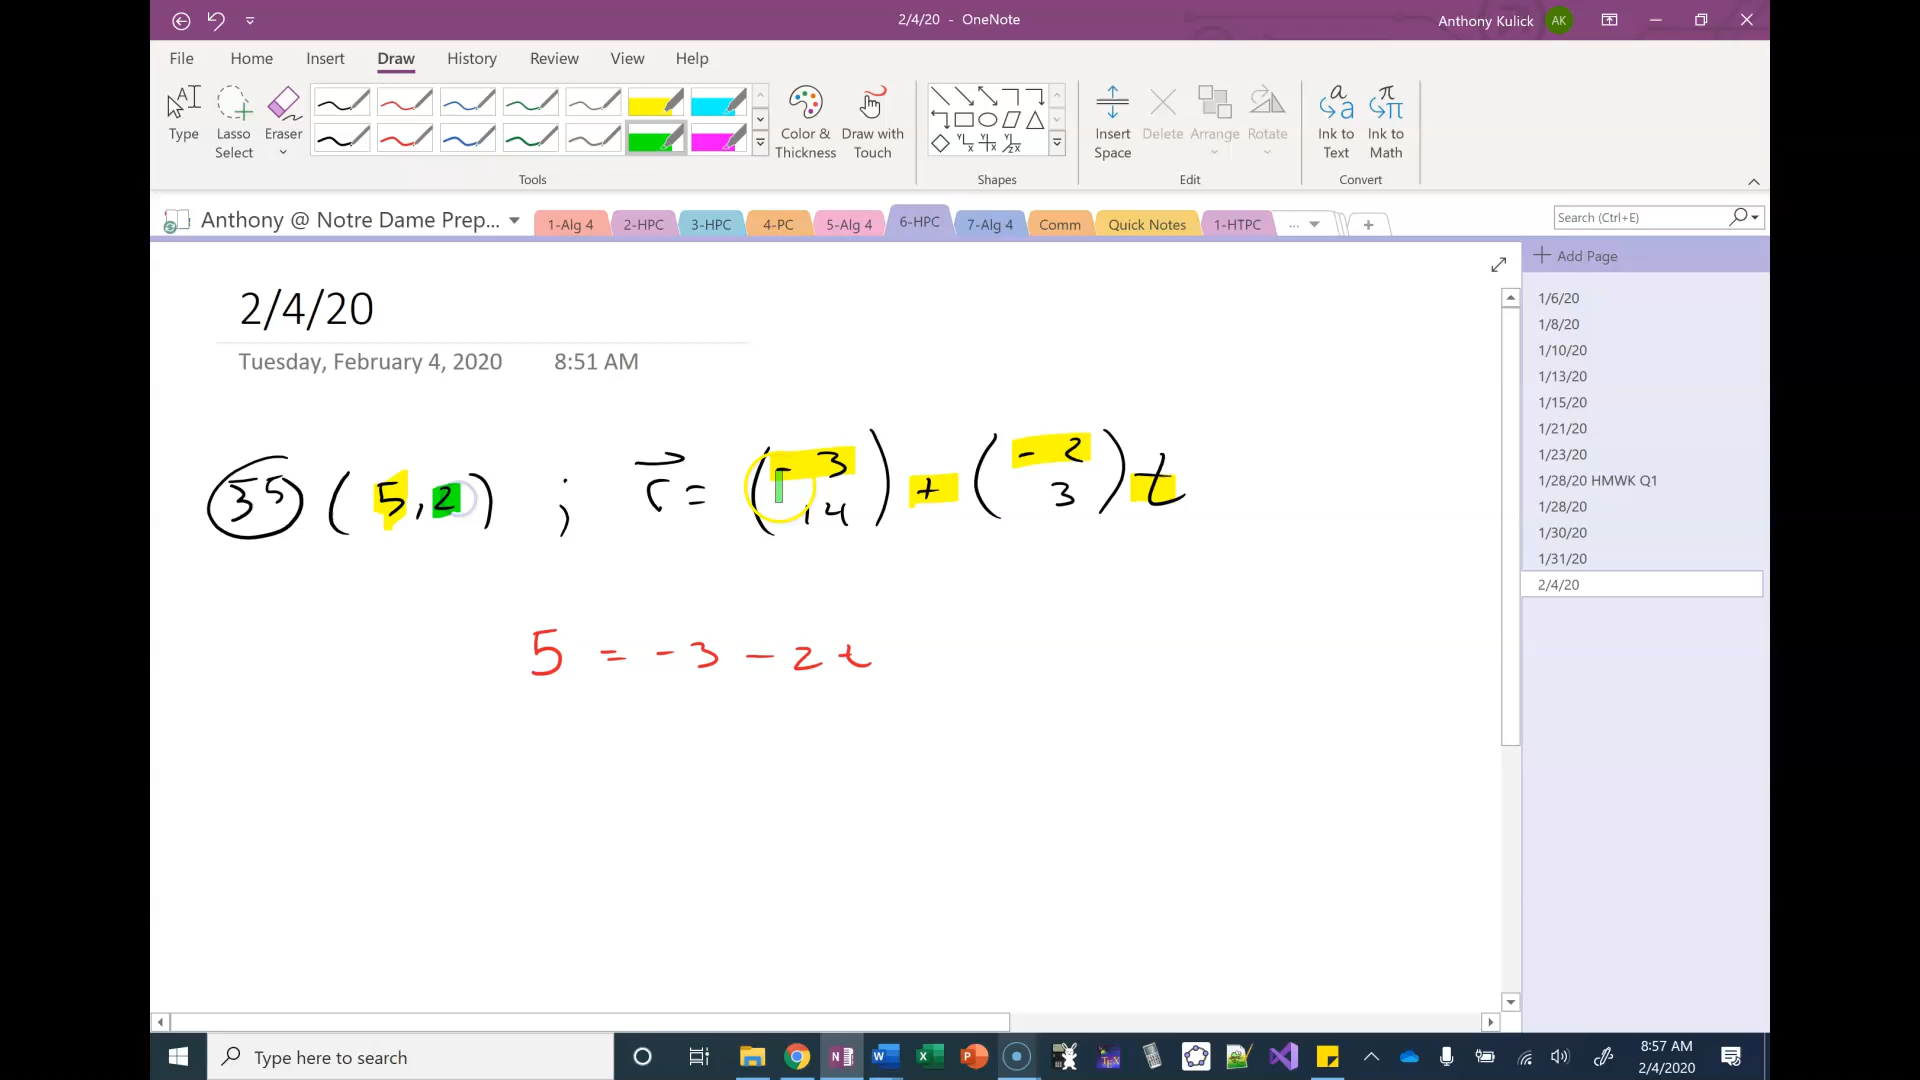 2/4/20 - OneNote
Anthony Kulick AK
File Home Insert Draw History Review View Help
Type
Lasso Select
Eraser
Color & Thickness
Draw with Touch
Insert Space
Delete
Arrange
Rotate
Ink to Text
Ink to Math
Tools Shapes Edit Convert
Anthony @ Notre Dame Prep... 1-Alg 4 2-HPC 3-HPC 4-PC 5-Alg 4 6-HPC 7-Alg 4 Comm Quick Notes 1-HTPC ... +
Search (Ctrl+E)
Add Page
1/6/20
1/8/20
1/10/20
1/13/20
1/15/20
1/21/20
1/23/20
1/28/20 HMWK Q1
1/28/20
1/30/20
1/31/20
2/4/20
2/4/20
Tuesday, February 4, 2020 8:51 AM
35 (5, 2) ; r = (-3 14) + (-2 3) t
5 = -3 - 2t
Type here to search
8:57 AM
2/4/2020